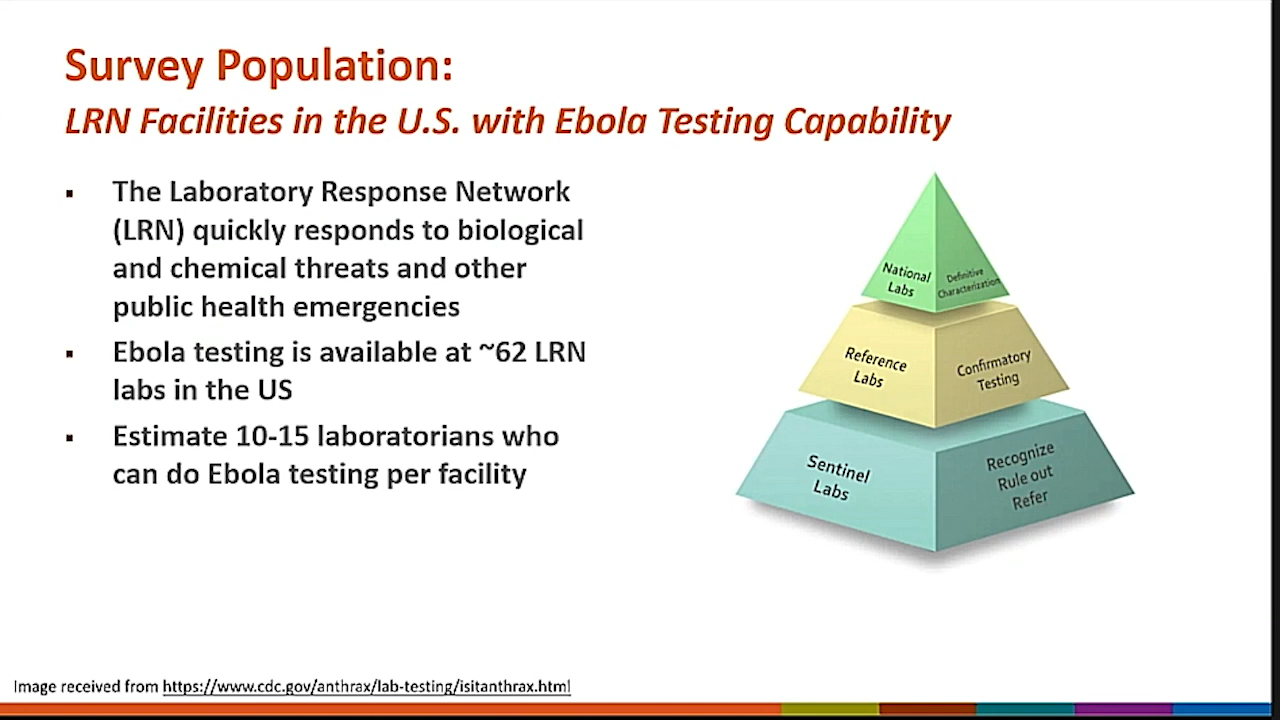 Survey Population:
LRN Facilities in the U.S. with Ebola Testing Capability
▪ The Laboratory Response Network
(LRN) quickly responds to biological
and chemical threats and other
public health emergencies
▪ Ebola testing is available at ~62 LRN
labs in the US
▪ Estimate 10-15 laboratorians who
can do Ebola testing per facility
National
Labs
Definitive
Characterization
Reference
Labs
Confirmatory
Testing
Sentinel
Labs
Recognize
Rule out
Refer
Image received from https://www.cdc.gov/anthrax/lab-testing/isitanthrax.html